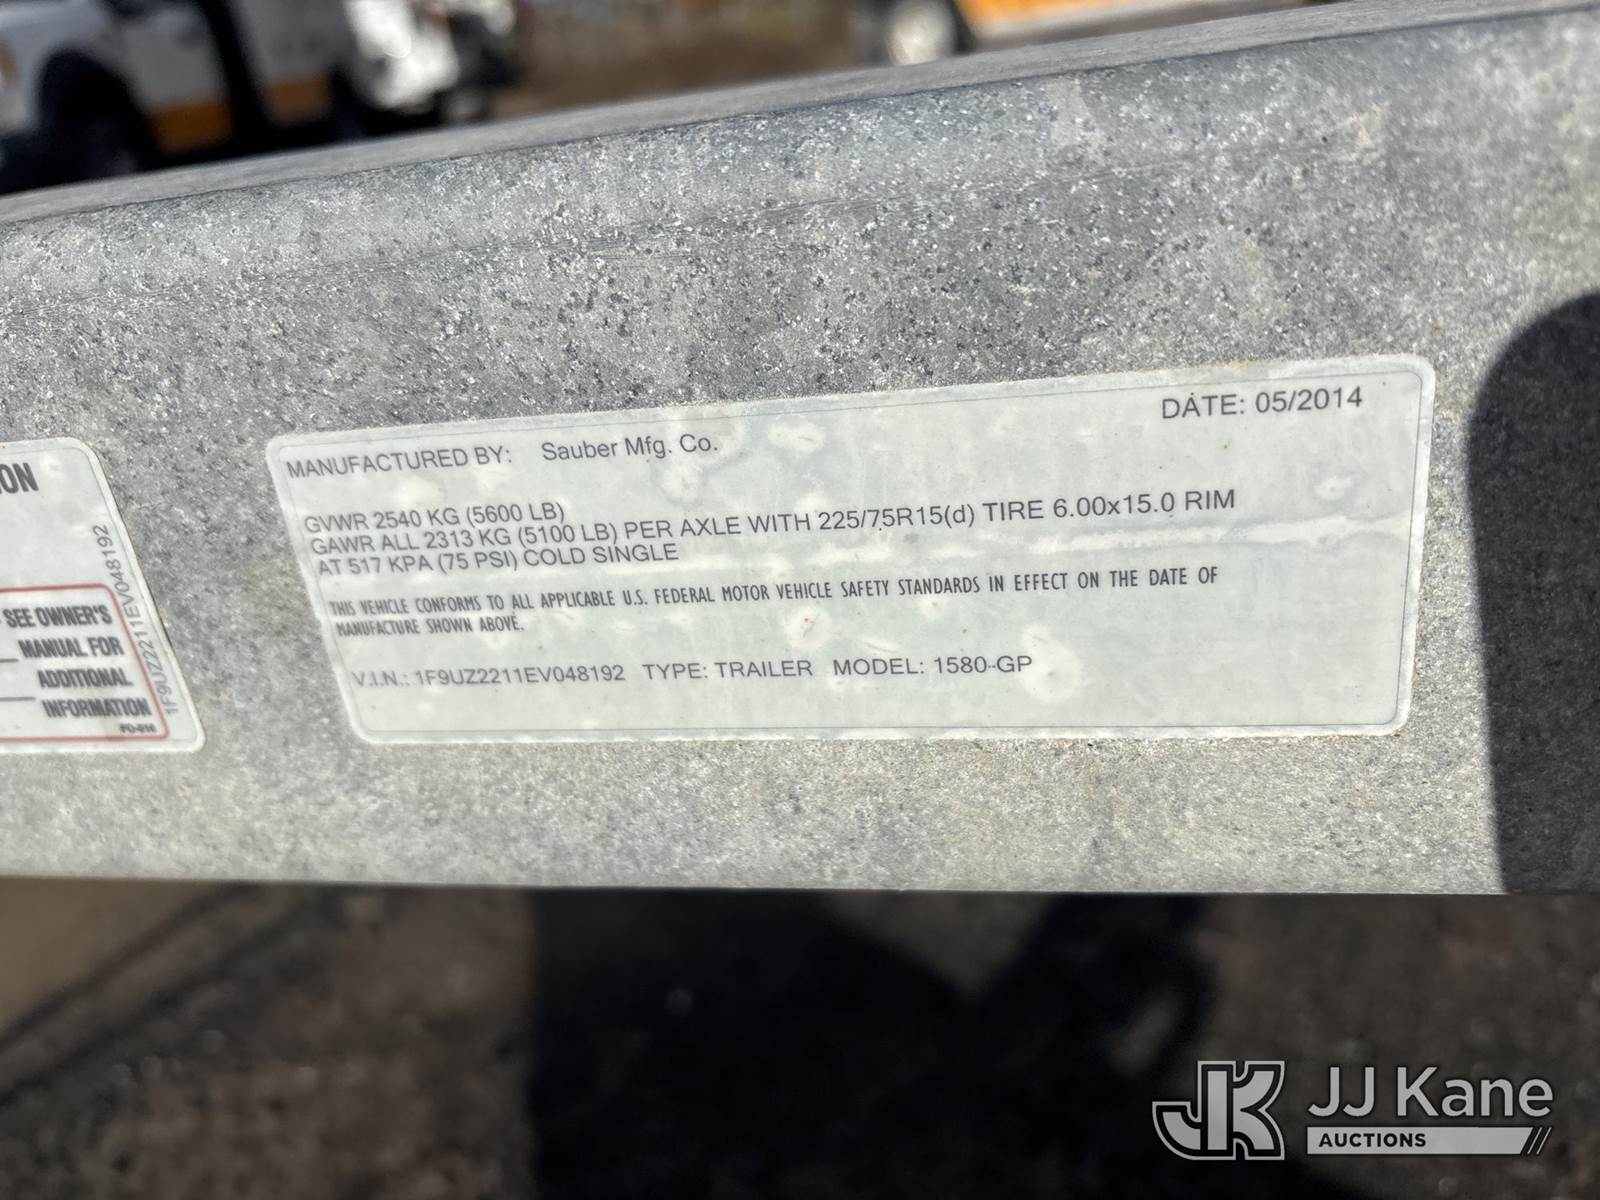 MANUFACTURED BY: Sauber Mfg. Co. DATE: 05/2014
GVWR 2540 KG (5600 LB)
GAWR ALL 2313 KG (5100 LB) PER AXLE WITH 225/75R15(d) TIRE 6.00x15.0 RIM
AT 517 KPA (75 PSI) COLD SINGLE
THIS VEHICLE CONFORMS TO ALL APPLICABLE U.S. FEDERAL MOTOR VEHICLE SAFETY STANDARDS IN EFFECT ON THE DATE OF
MANUFACTURE SHOWN ABOVE.
V.I.N.: 1F9UZ2211EV048192 TYPE: TRAILER MODEL: 1580-GP
ON
SEE OWNER'S
MANUAL FOR
ADDITIONAL
INFORMATION
FD-014
1F9UZ2211EV048192
JK JJ Kane
AUCTIONS